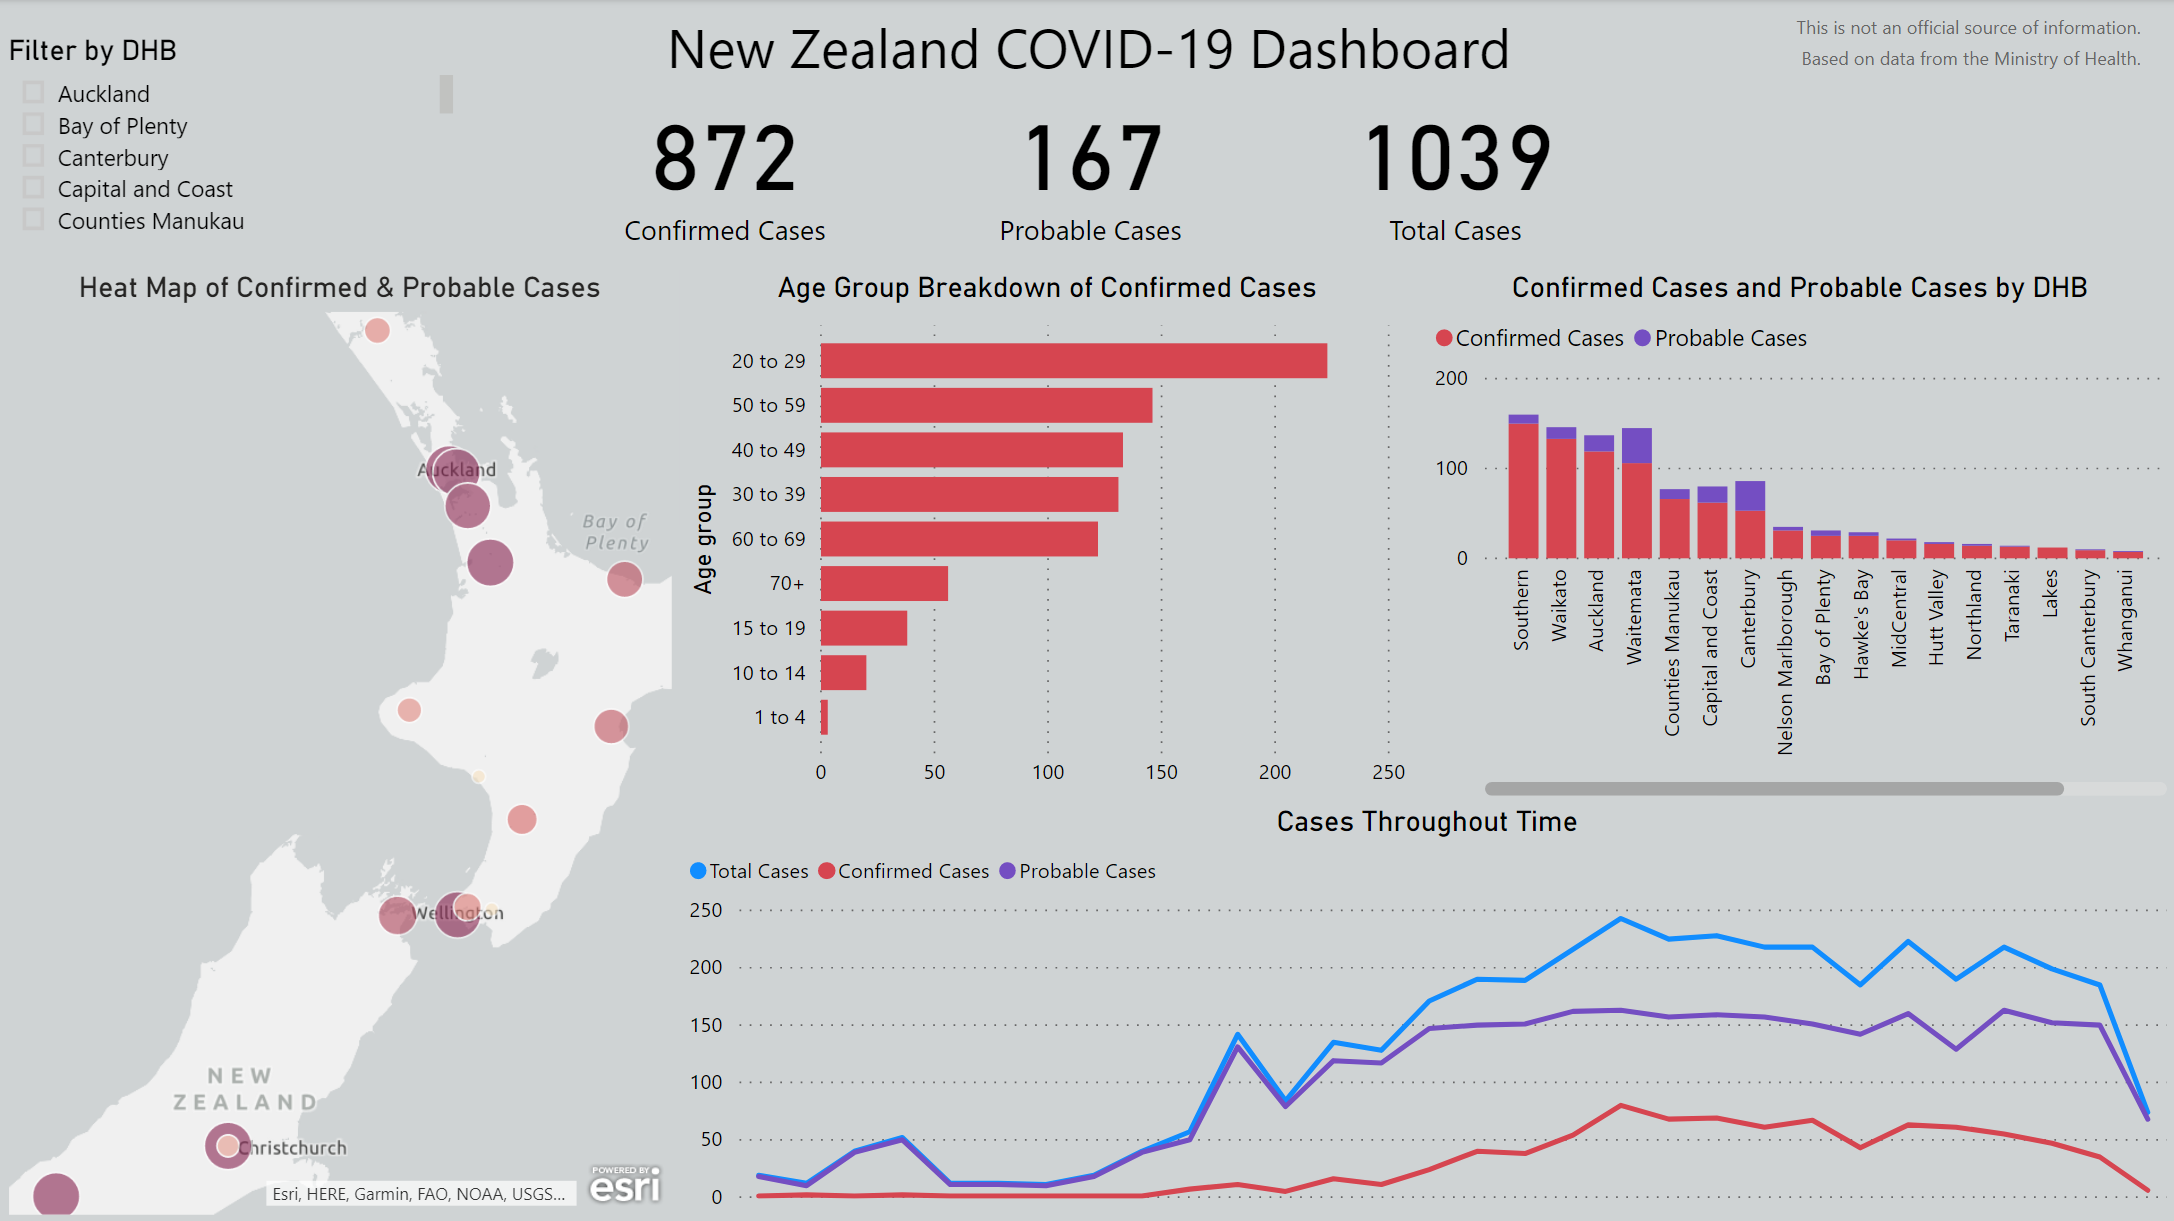 New Zealand COVID-19 Dashboard
This is not an official source of information.
Based on data from the Ministry of Health.
Filter by DHB
Auckland
Bay of Plenty
Canterbury
Capital and Coast
Counties Manukau
872
Confirmed Cases
167
Probable Cases
1039
Total Cases
Heat Map of Confirmed & Probable Cases
Auckland
Bay of
Plenty
Wellington
NEW
ZEALAND
Christchurch
Esri, HERE, Garmin, FAO, NOAA, USGS...
POWERED BY
esri
Age Group Breakdown of Confirmed Cases
Age group
20 to 29
50 to 59
40 to 49
30 to 39
60 to 69
70+
15 to 19
10 to 14
1 to 4
0 50 100 150 200 250
Confirmed Cases and Probable Cases by DHB
Confirmed Cases Probable Cases
200
100
0
Southern
Waikato
Auckland
Waitemata
Counties Manukau
Capital and Coast
Canterbury
Nelson Marlborough
Bay of Plenty
Hawke's Bay
MidCentral
Hutt Valley
Northland
Taranaki
Lakes
South Canterbury
Whanganui
Cases Throughout Time
Total Cases Confirmed Cases Probable Cases
250
200
150
100
50
0